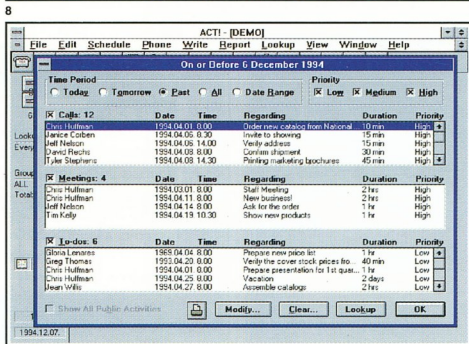 8
ACT! - [DEMO]
File Edit Schedule Phone Write Report Lookup View Window Help
On or Before 6 December 1994
Time Period Priority
Today Tomorrow Past All Date Range Low Medium High
Calls: 12 Date Time Regarding Duration Priority
Chris Huffman 1994.04.01. 0.00 Order new catalog from National... 10 min High
Janice Corben 1994.04.06. 8.30 Invite to showing 15 min High
Jeff Nelson 1994.04.06. 14.00 Verify address 15 min High
David Rechs 1994.04.08. 8.00 Confirm shipment 30 min High
Tyler Stephens 1994.04.08. 14.30 Printing marketing brochures 45 min High
Meetings: 4 Date Time Regarding Duration Priority
Chris Huffman 1994.03.01. 8.00 Staff Meeting 2 hrs High
Chris Huffman 1994.04.11. 8.00 New business! 2 hrs High
Jeff Nelson 1994.04.14. 8.00 Ask for the order 1 hr High
Tim Kelly 1994.04.19. 10.30 Show new products 1 hr High
To-dos: 6 Date Time Regarding Duration Priority
Gloria Lenares 1969.04.04. 8.00 Prepare new price list 1 hr Low
Greg Thomas 1993.04.20. 8.00 Verify the cover stock prices fro... 40 min Low
Chris Huffman 1994.04.01. 8.00 Prepare presentation for 1st quar... 1 hr Low
Chris Huffman 1994.04.25. 8.00 Vacation 2 days Low
Jean Willis 1994.04.27. 8.00 Assemble catalogs 2 hrs Low
Show All Public Activities Modify... Clear... Lookup OK
1994.12.07.